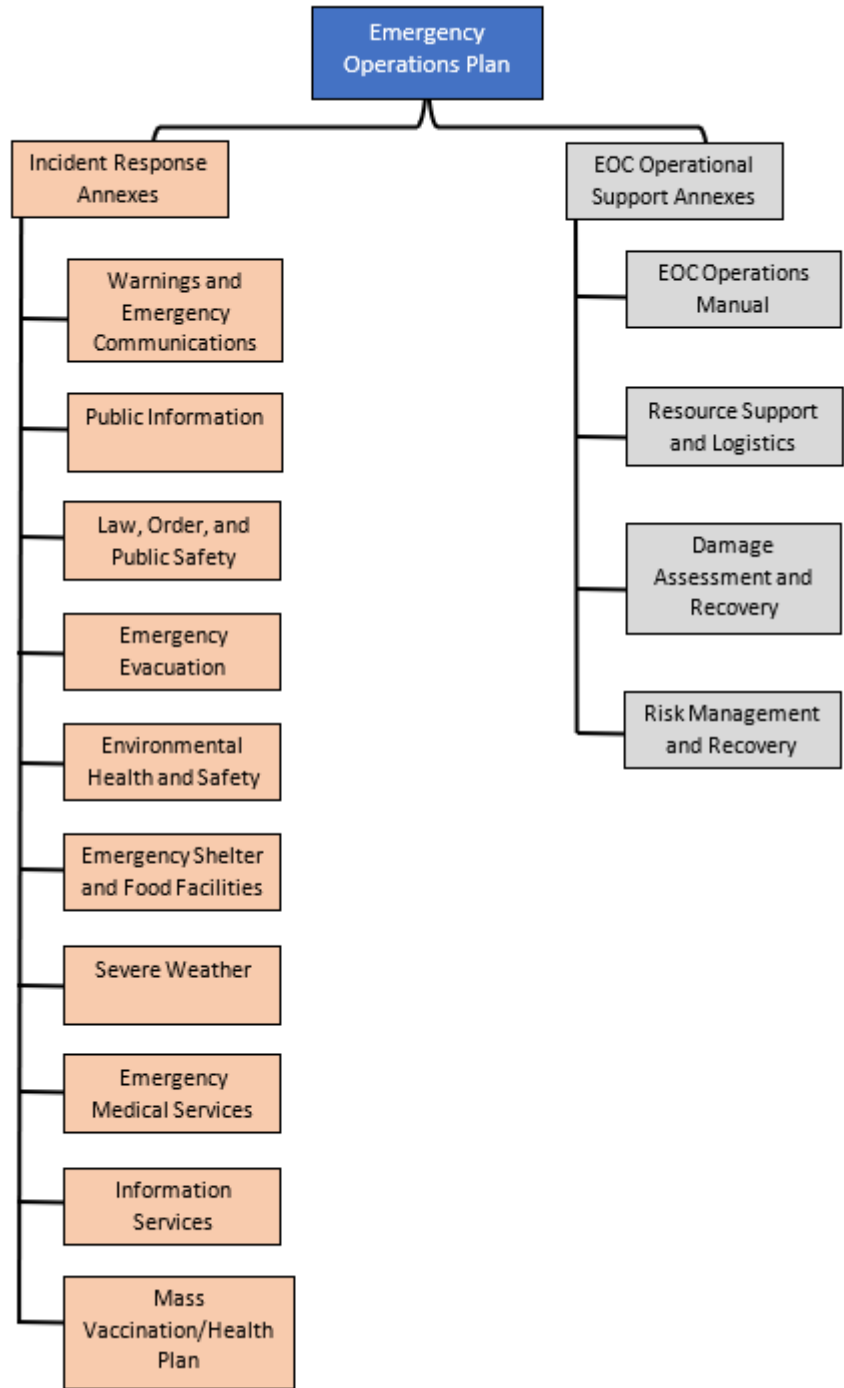 Emergency
Operations Plan
Incident Response
Annexes
Warnings and
Emergency
Communications
Public Information
Law, Order, and
Public Safety
Emergency
Evacuation
Environmental
Health and Safety
Emergency Shelter
and Food Facilities
Severe Weather
Emergency
Medical Services
Information
Services
Mass
Vaccination/Health
Plan
EOC Operational
Support Annexes
EOC Operations
Manual
Resource Support
and Logistics
Damage
Assessment and
Recovery
Risk Management
and Recovery